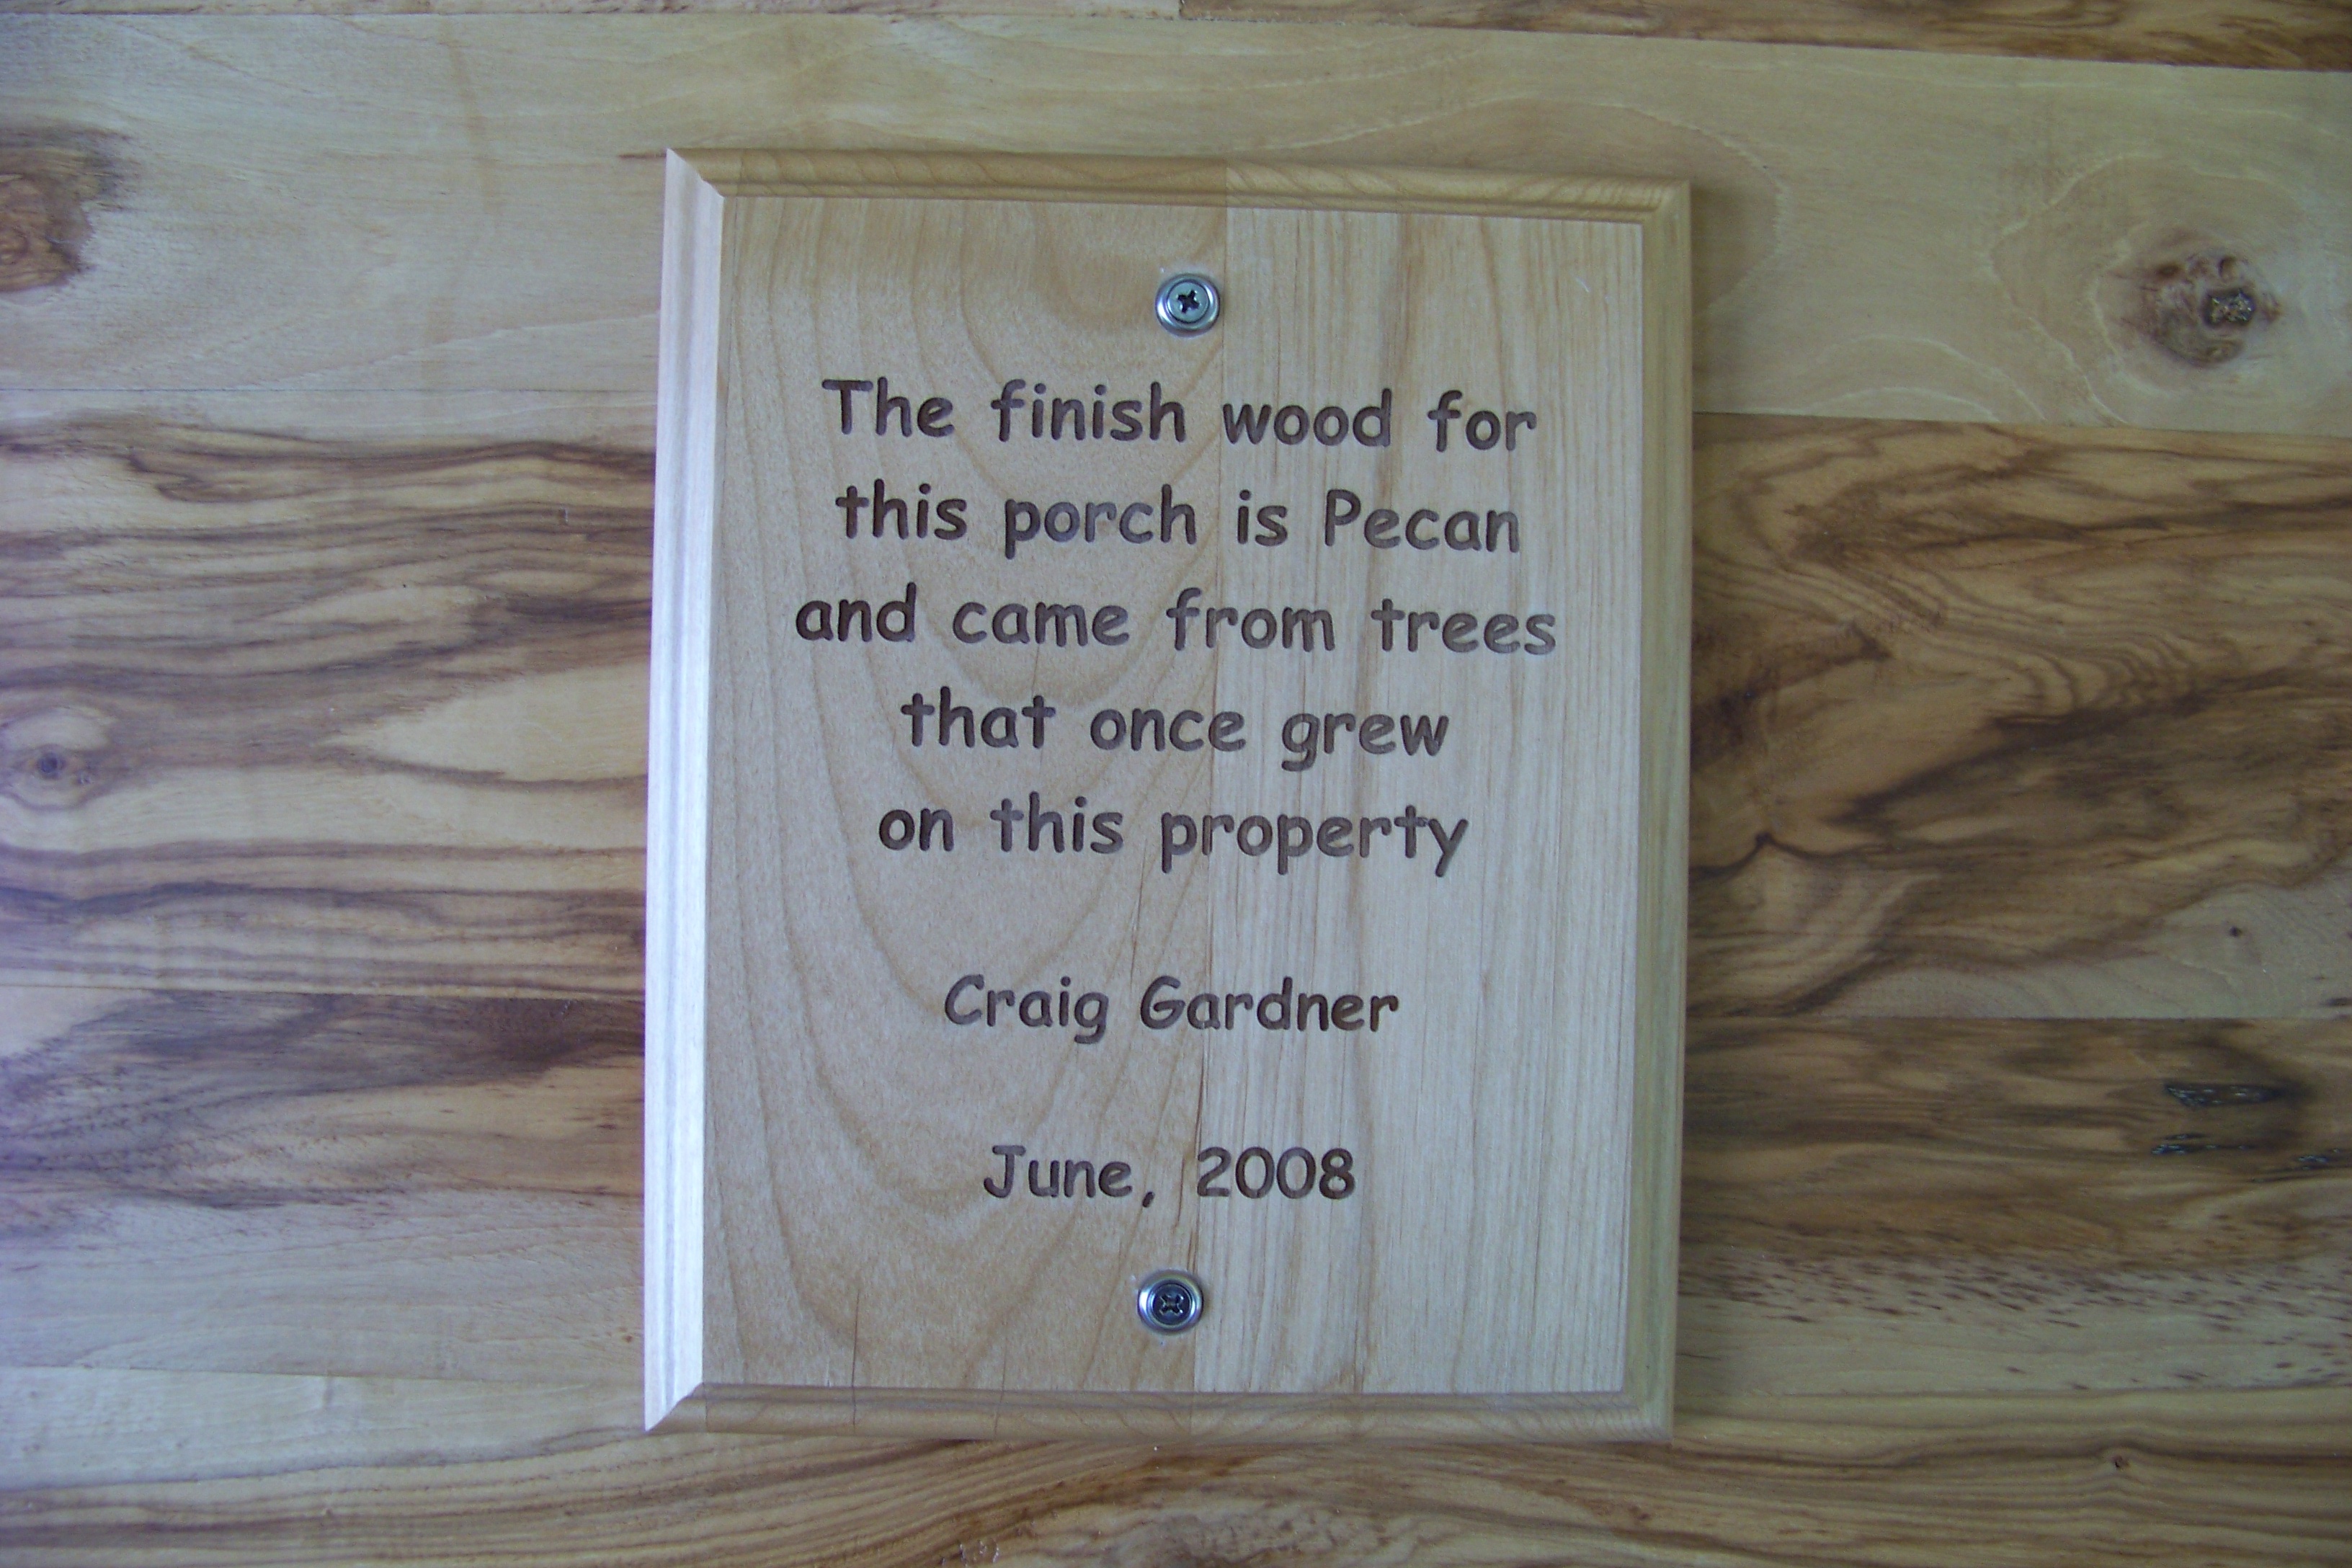 The finish wood for
this porch is Pecan
and came from trees
that once grew
on this property
Craig Gardner
June, 2008